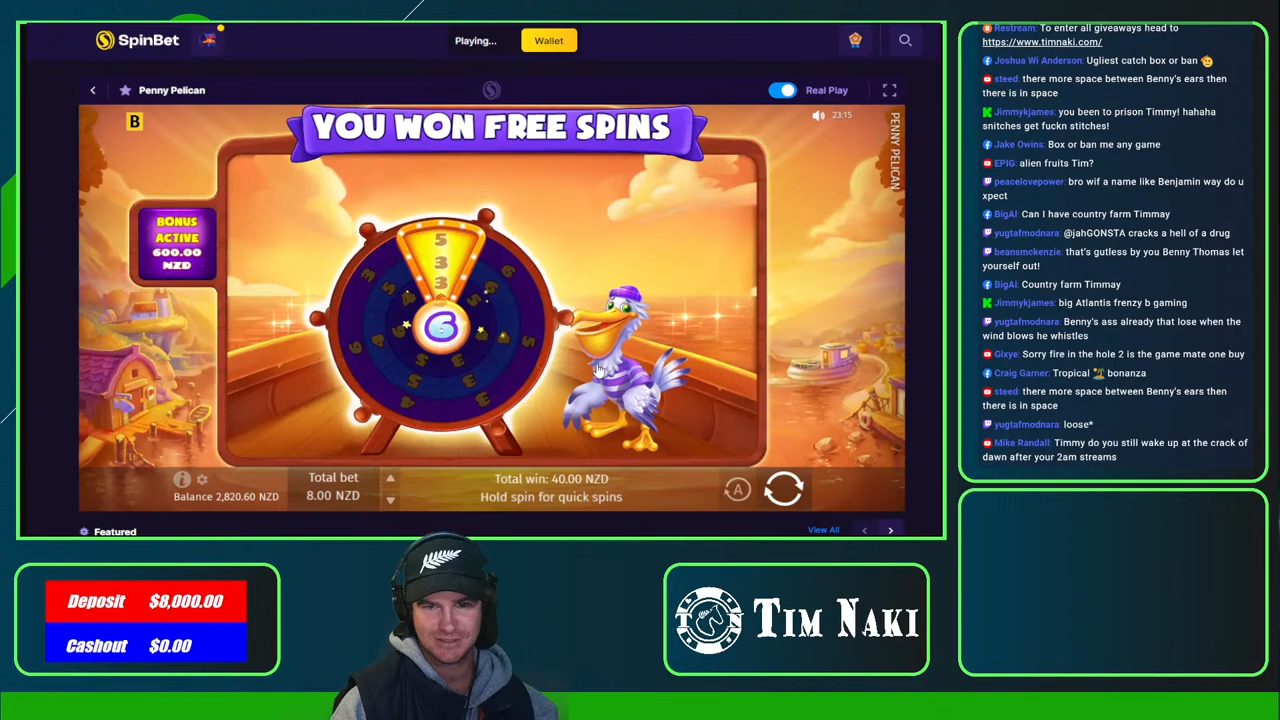 SpinBet
Playing...
Wallet
Penny Pelican
Real Play
B
YOU WON FREE SPINS
23:15
PENNY PELICAN
BONUS
ACTIVE
600.00
NZD
5
3
3
6
Total bet
8.00 NZD
Balance 2,820.60 NZD
Total win: 40.00 NZD
Hold spin for quick spins
A
Featured
View All
Deposit $8,000.00
Cashout $0.00
TIM NAKI
Restream: To enter all giveaways head to
https://www.timnaki.com/
Joshua Wi Anderson: Ugliest catch box or ban
steed: there more space between Benny's ears then
there is in space
Jimmykjames: you been to prison Timmy! hahaha
snitches get fuckn stitches!
Jake Owins: Box or ban me any game
EPIG: alien fruits Tim?
peacelovepower: bro wif a name like Benjamin way do u
xpect
BigAl: Can I have country farm Timmay
yugtafmodnara: @jahGONSTA cracks a hell of a drug
beansmckenzie: that's gutless by you Benny Thomas let
yourself out!
BigAl: Country farm Timmay
Jimmykjames: big Atlantis frenzy b gaming
yugtafmodnara: Benny's ass already that lose when the
wind blows he whistles
Glxye: Sorry fire in the hole 2 is the game mate one buy
Craig Garner: Tropical 🏝️ bonanza
steed: there more space between Benny's ears then
there is in space
yugtafmodnara: loose*
Mike Randall: Timmy do you still wake up at the crack of
dawn after your 2am streams